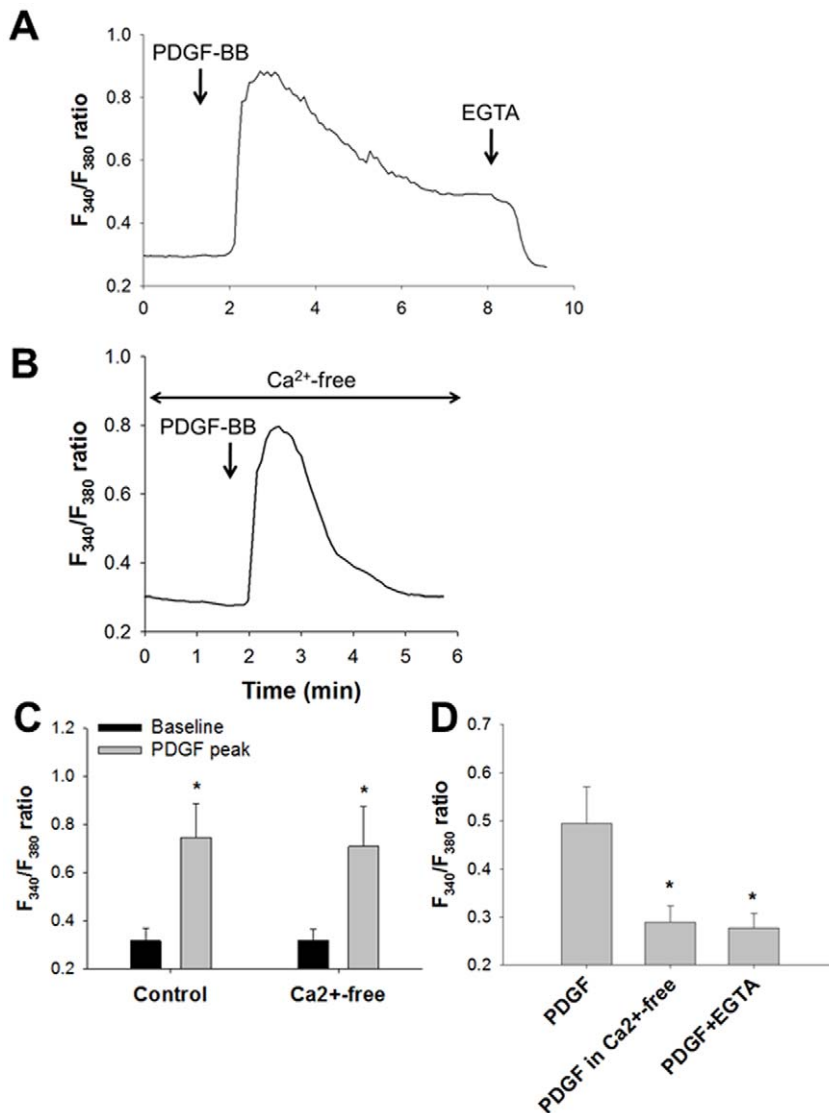 A
PDGF-BB
EGTA
F340/F380 ratio
1.0
0.8
0.6
0.4
0.2
0 2 4 6 8 10
B
Ca2+-free
PDGF-BB
F340/F380 ratio
1.0
0.8
0.6
0.4
0.2
0 1 2 3 4 5 6
Time (min)
C
Baseline
PDGF peak
F340/F380 ratio
1.2
1.0
0.8
0.6
0.4
0.2
* *
Control Ca2+-free
D
F340/F380 ratio
0.7
0.6
0.5
0.4
0.3
0.2
* *
PDGF
PDGF in Ca2+-free
PDGF+EGTA